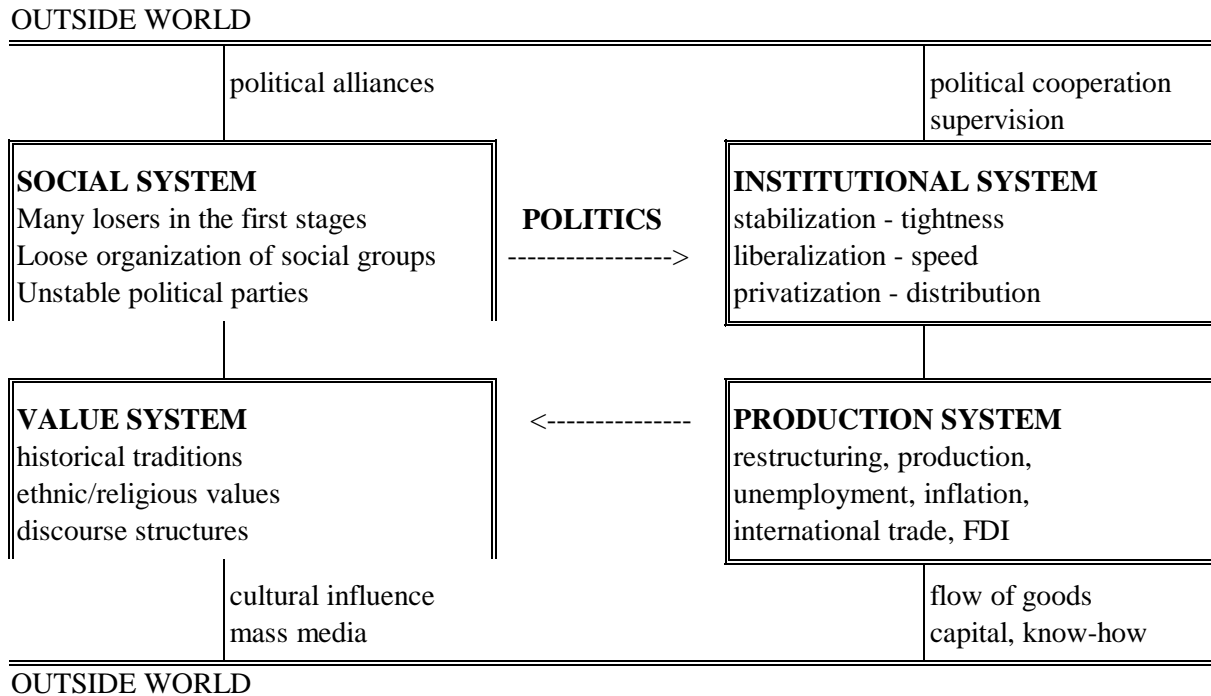 OUTSIDE WORLD
political alliances
political cooperation
supervision
SOCIAL SYSTEM
Many losers in the first stages
Loose organization of social groups
Unstable political parties
POLITICS
----------------->
INSTITUTIONAL SYSTEM
stabilization - tightness
liberalization - speed
privatization - distribution
VALUE SYSTEM
historical traditions
ethnic/religious values
discourse structures
<---------------
PRODUCTION SYSTEM
restructuring, production,
unemployment, inflation,
international trade, FDI
cultural influence
mass media
flow of goods
capital, know-how
OUTSIDE WORLD